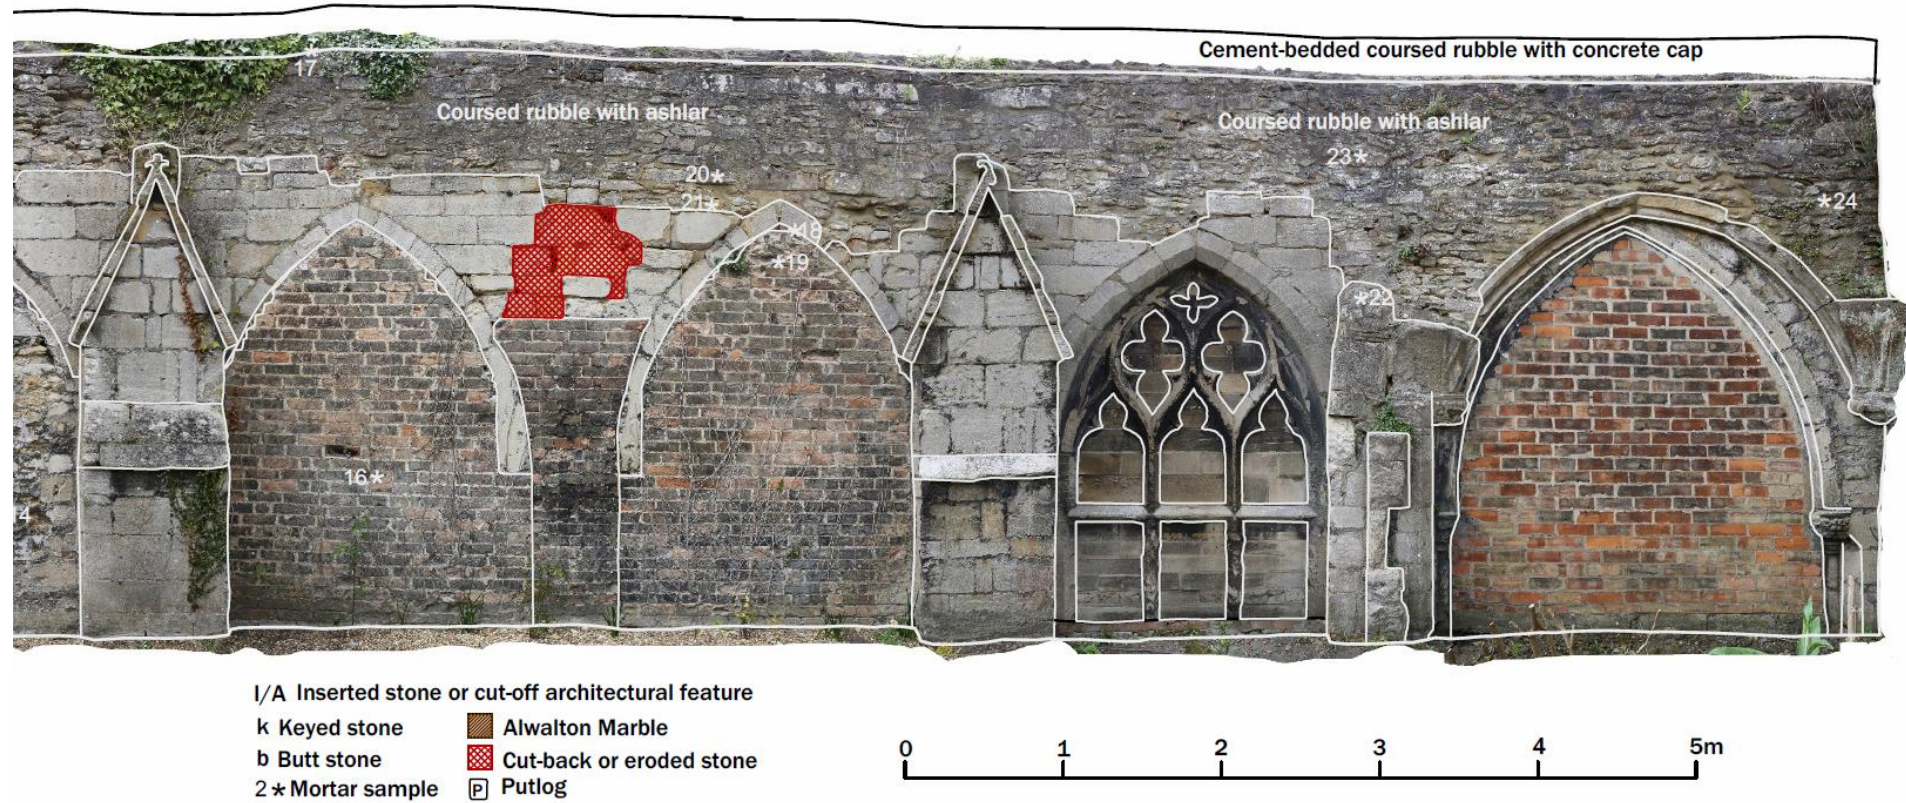 Cement-bedded coursed rubble with concrete cap
17
Coursed rubble with ashlar
Coursed rubble with ashlar
23*
20*
21*
*24
*18
*19
*22
16*
14
I/A Inserted stone or cut-off architectural feature
k Keyed stone
Alwalton Marble
b Butt stone
Cut-back or eroded stone
2 * Mortar sample
P Putlog
0 1 2 3 4 5m